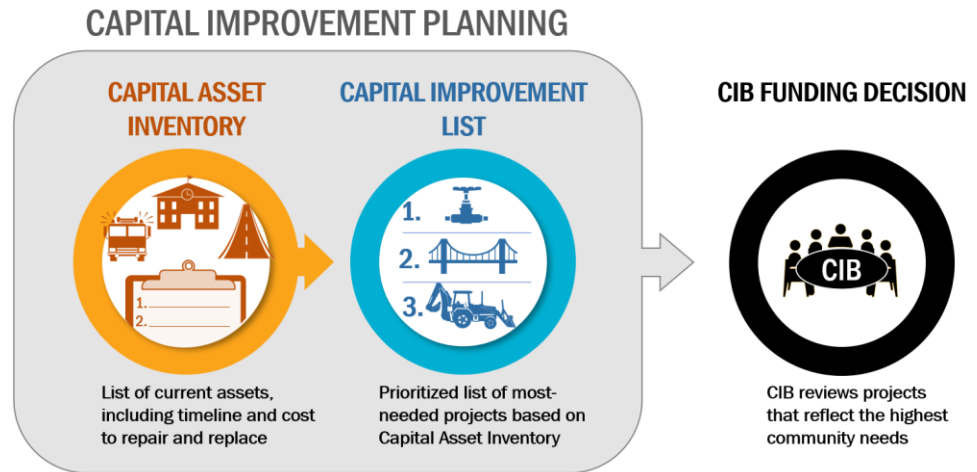 CAPITAL IMPROVEMENT PLANNING
CAPITAL ASSET
INVENTORY
1.
2.
List of current assets,
including timeline and cost
to repair and replace
CAPITAL IMPROVEMENT
LIST
1.
2.
3.
Prioritized list of most-
needed projects based on
Capital Asset Inventory
CIB FUNDING DECISION
CIB
CIB reviews projects
that reflect the highest
community needs